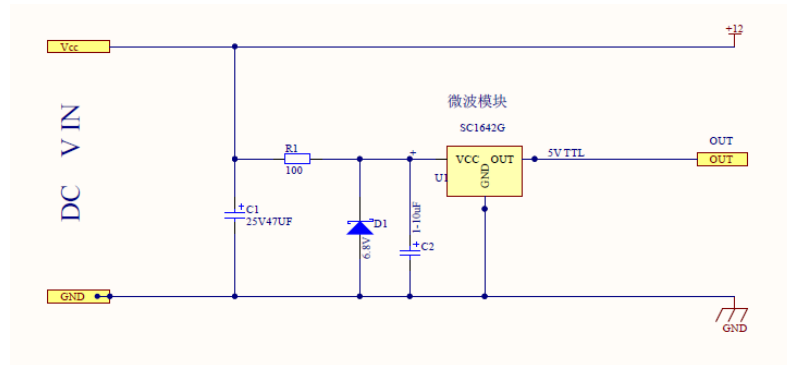 +12
Vcc
DC V IN
微波模块
SC1642G
R1
100
+
VCC OUT
GND
U1
5V TTL
OUT
OUT
+
C1
25V47UF
D1
6.8V
1-10uF
+
C2
GND
GND